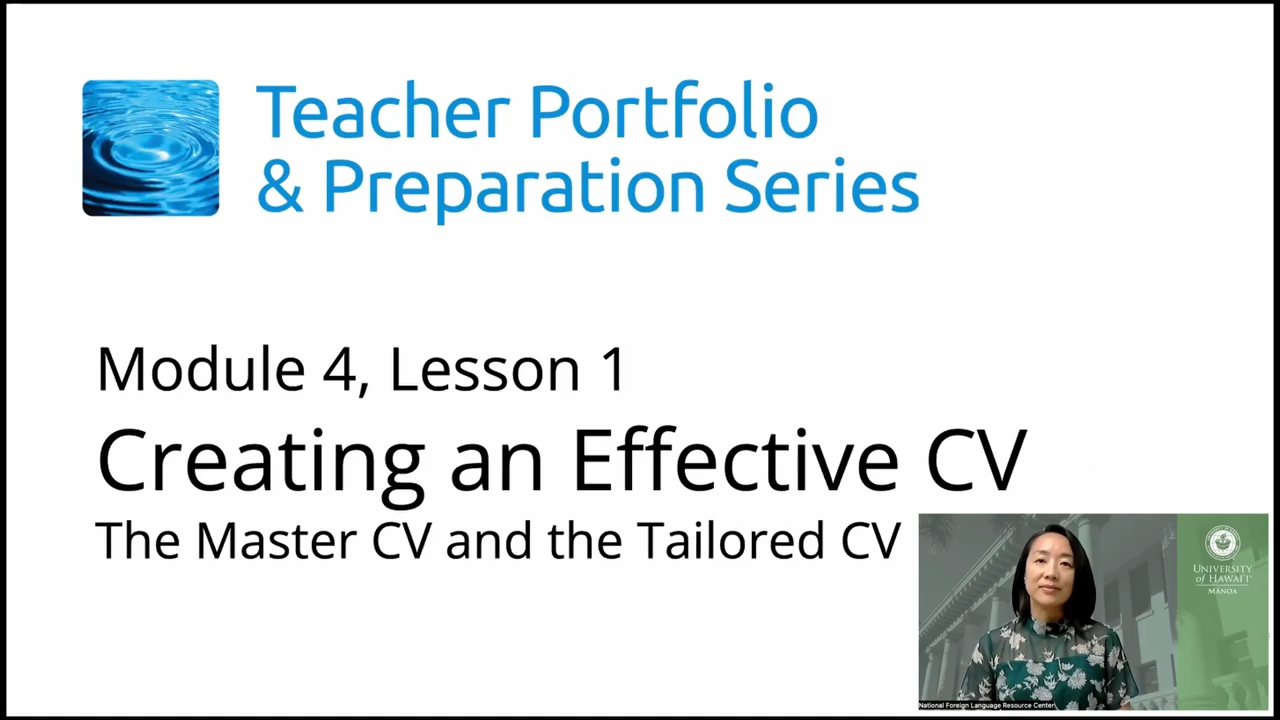 Teacher Portfolio
& Preparation Series
Module 4, Lesson 1
Creating an Effective CV
The Master CV and the Tailored CV
UNIVERSITY
of HAWAI‘I
MĀNOA
National Foreign Language Resource Center